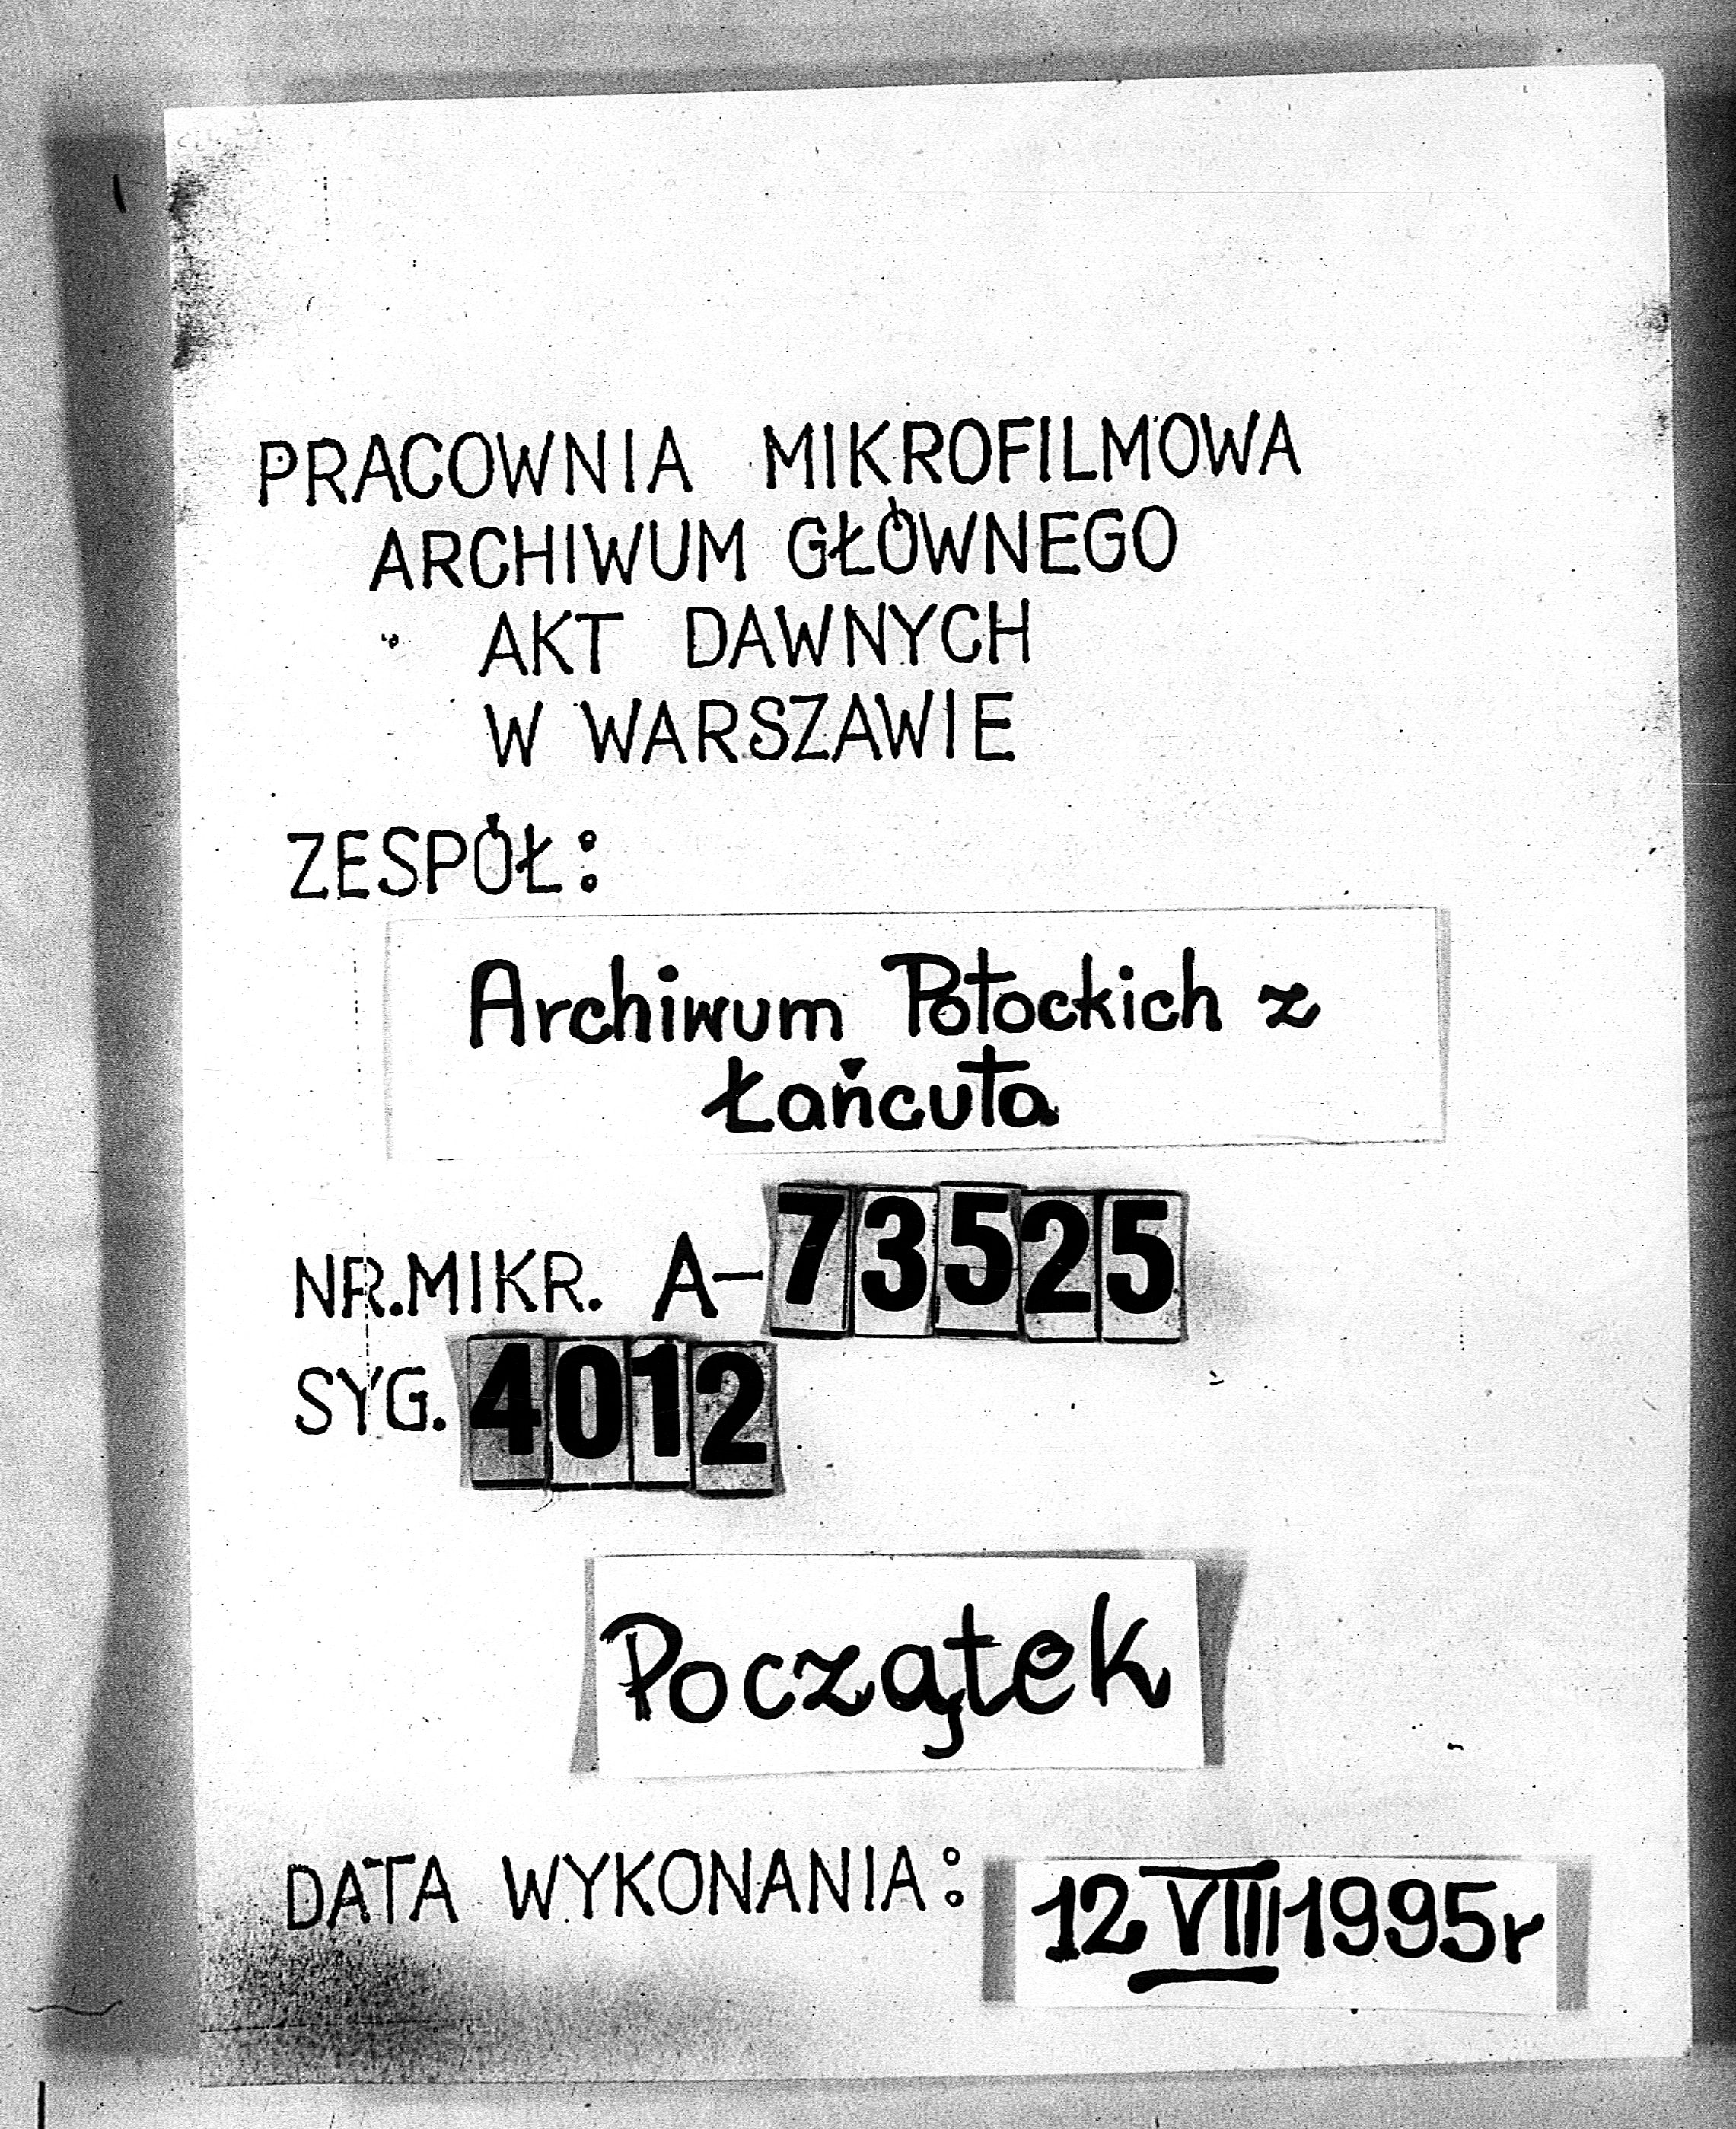 PRACOWNIA MIKROFILMOWA
ARCHIWUM GŁÓWNEGO
AKT DAWNYCH
W WARSZAWIE
ZESPÓŁ:
Archiwum Potockich z
Łańcuta
NR.MIKR. A-73525
SYG. 4012
Początek
DATA WYKONANIA: 12 VIII 1995r